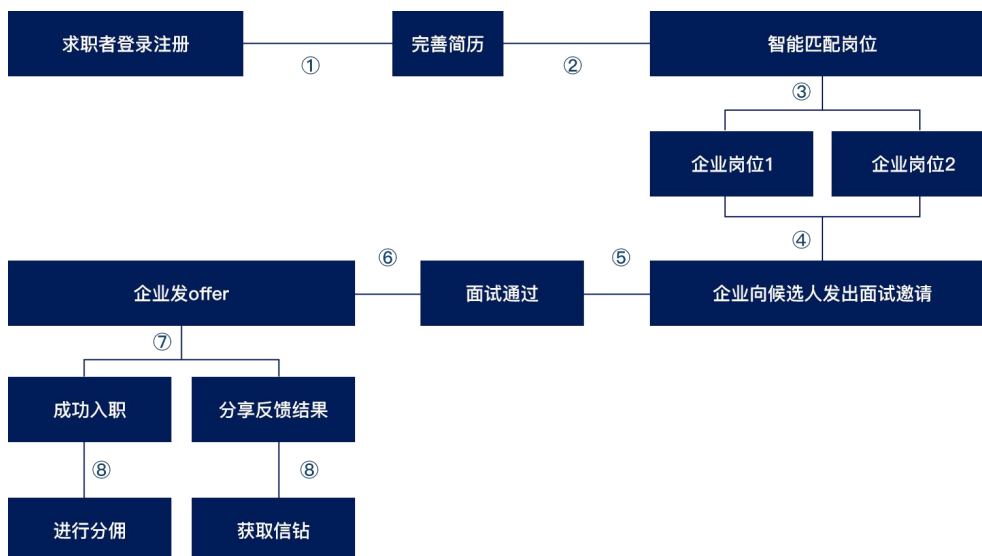 求职者登录注册
①
完善简历
②
智能匹配岗位
③
企业岗位1
企业岗位2
④
企业向候选人发出面试邀请
⑤
面试通过
⑥
企业发offer
⑦
成功入职
分享反馈结果
⑧
⑧
进行分佣
获取信钻